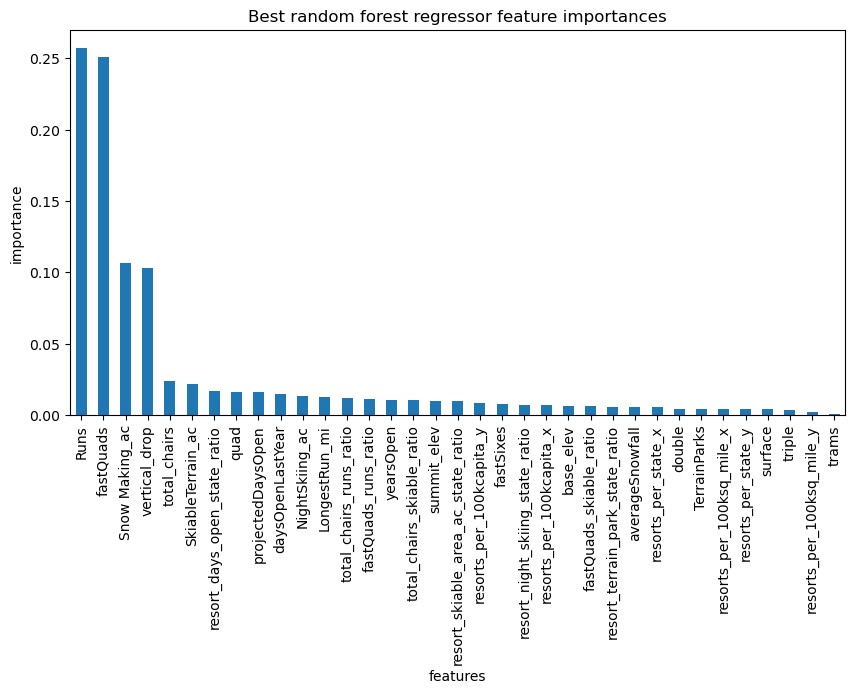 Best random forest regressor feature importances
importance
0.25
0.20
0.15
0.10
0.05
0.00
Runs
fastQuads
Snow Making_ac
vertical_drop
total_chairs
SkiableTerrain_ac
resort_days_open_state_ratio
quad
projectedDaysOpen
daysOpenLastYear
NightSkiing_ac
LongestRun_mi
total_chairs_runs_ratio
fastQuads_runs_ratio
yearsOpen
total_chairs_skiable_ratio
summit_elev
resort_skiable_area_ac_state_ratio
resorts_per_100kcapita_y
fastSixes
resort_night_skiing_state_ratio
resorts_per_100kcapita_x
base_elev
fastQuads_skiable_ratio
resort_terrain_park_state_ratio
averageSnowfall
resorts_per_state_x
double
TerrainParks
resorts_per_100ksq_mile_x
resorts_per_state_y
surface
triple
resorts_per_100ksq_mile_y
trams
features